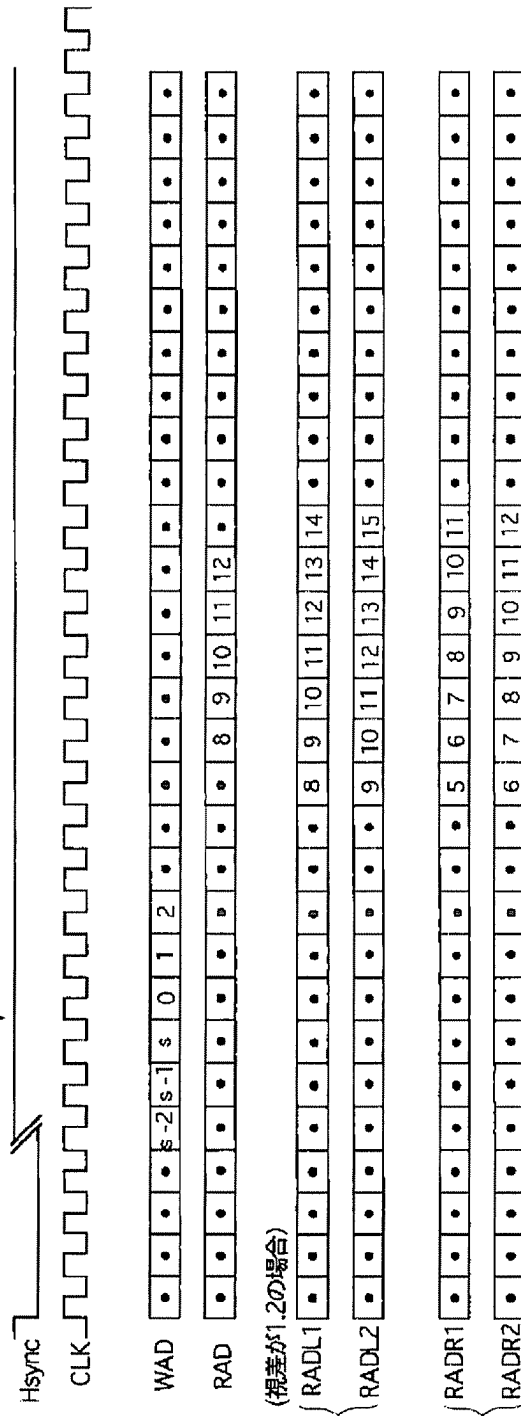 Hsync
CLK
WAD • • • • s-2 s-1 s 0 1 2 • • • • • • • • • • • • • • • • • • •
RAD • • • • • • • • • • • • • 8 9 10 11 12 • • • • • • • • • • •
(視差が1.2の場合)
RADL1 • • • • • • • • • • • • 8 9 10 11 12 13 14 • • • • • • • • • •
RADL2 • • • • • • • • • • • • 9 10 11 12 13 14 15 • • • • • • • • • •
RADR1 • • • • • • • • • • • • 5 6 7 8 9 10 11 • • • • • • • • • •
RADR2 • • • • • • • • • • • • 6 7 8 9 10 11 12 • • • • • • • • • •